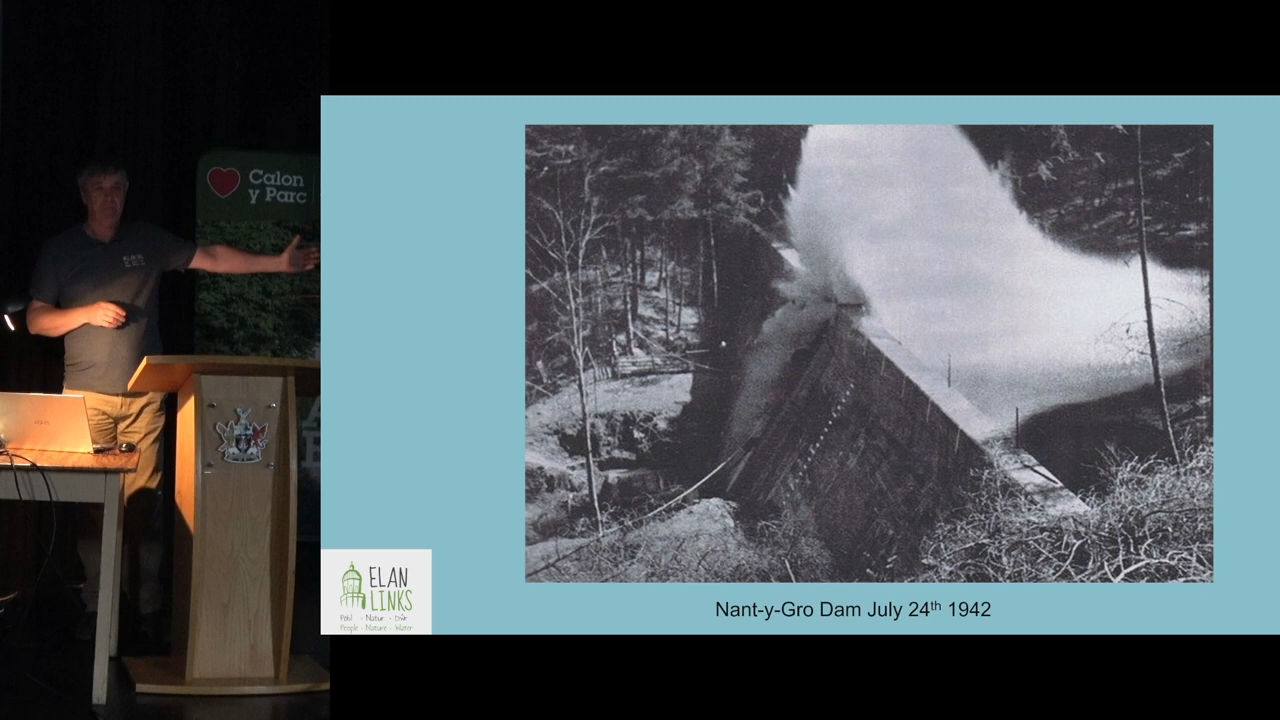 Calon
y Parc
ELAN
LINKS
Pobl - Natur - Dŵr
People - Nature - Water
Nant-y-Gro Dam July 24th 1942